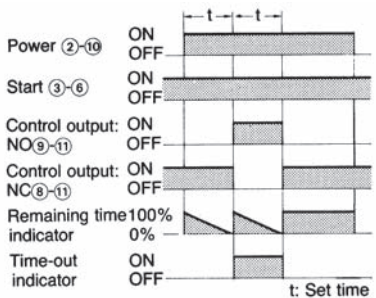 t t
Power ②-⑩ ON
OFF
Start ③-⑥ ON
OFF
Control output: ON
NO⑨-⑪ OFF
Control output: ON
NC⑧-⑪ OFF
Remaining time 100%
indicator 0%
Time-out ON
indicator OFF
t: Set time